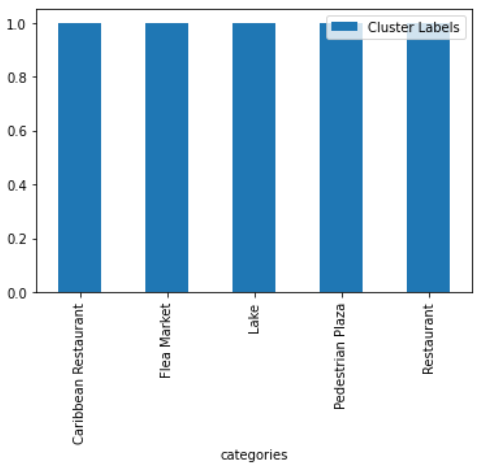 1.0
Cluster Labels
0.8
0.6
0.4
0.2
0.0
Caribbean Restaurant
Flea Market
Lake
Pedestrian Plaza
Restaurant
categories